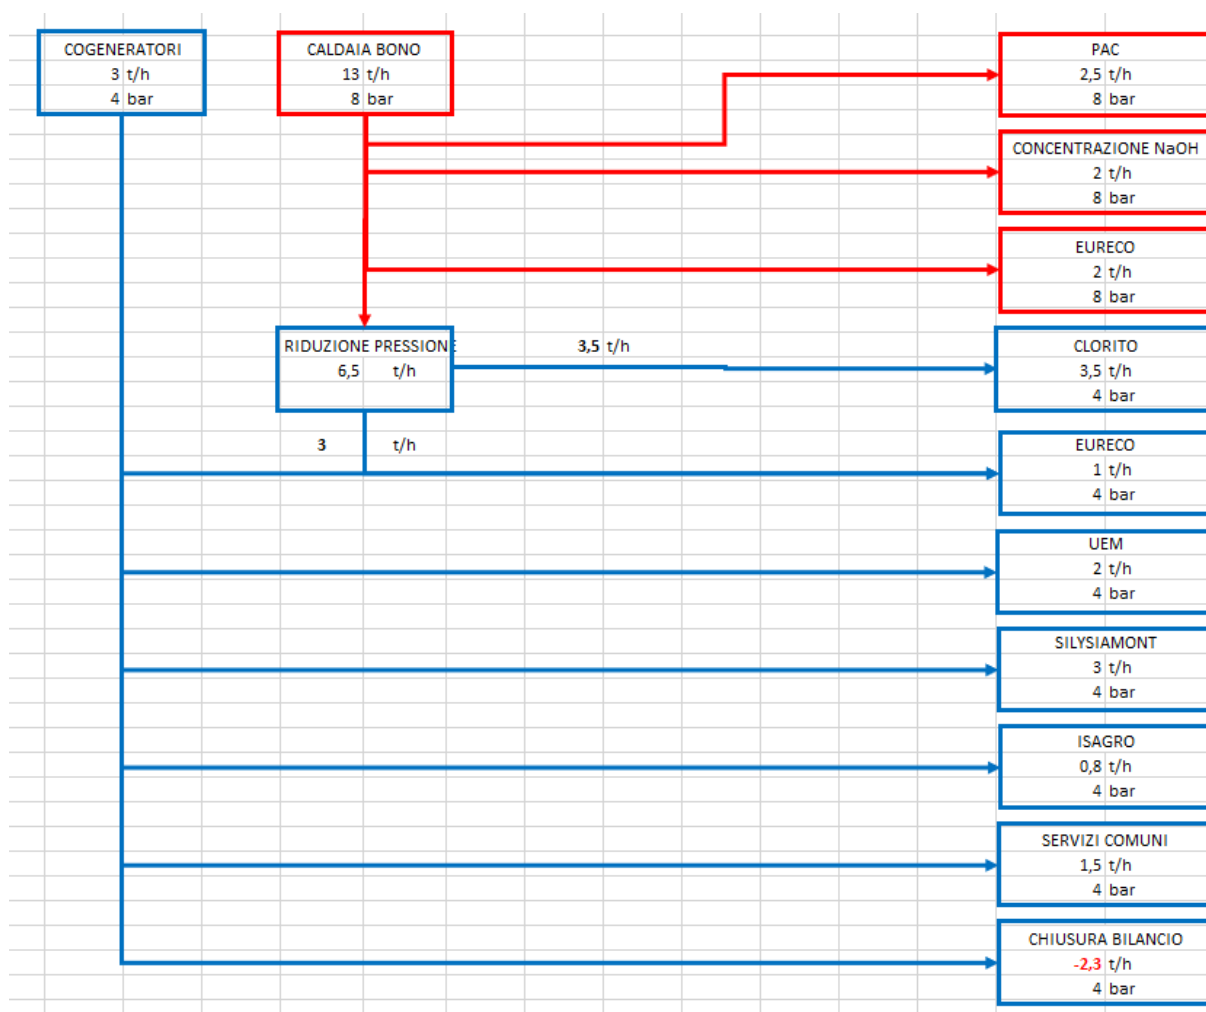 COGENERATORI
3 t/h
4 bar
CALDAIA BONO
13 t/h
8 bar
PAC
2,5 t/h
8 bar
CONCENTRAZIONE NaOH
2 t/h
8 bar
EURECO
2 t/h
8 bar
RIDUZIONE PRESSIONE
6,5 t/h
3,5 t/h
CLORITO
3,5 t/h
4 bar
3 t/h
EURECO
1 t/h
4 bar
UEM
2 t/h
4 bar
SILYSIAMONT
3 t/h
4 bar
ISAGRO
0,8 t/h
4 bar
SERVIZI COMUNI
1,5 t/h
4 bar
CHIUSURA BILANCIO
-2,3 t/h
4 bar